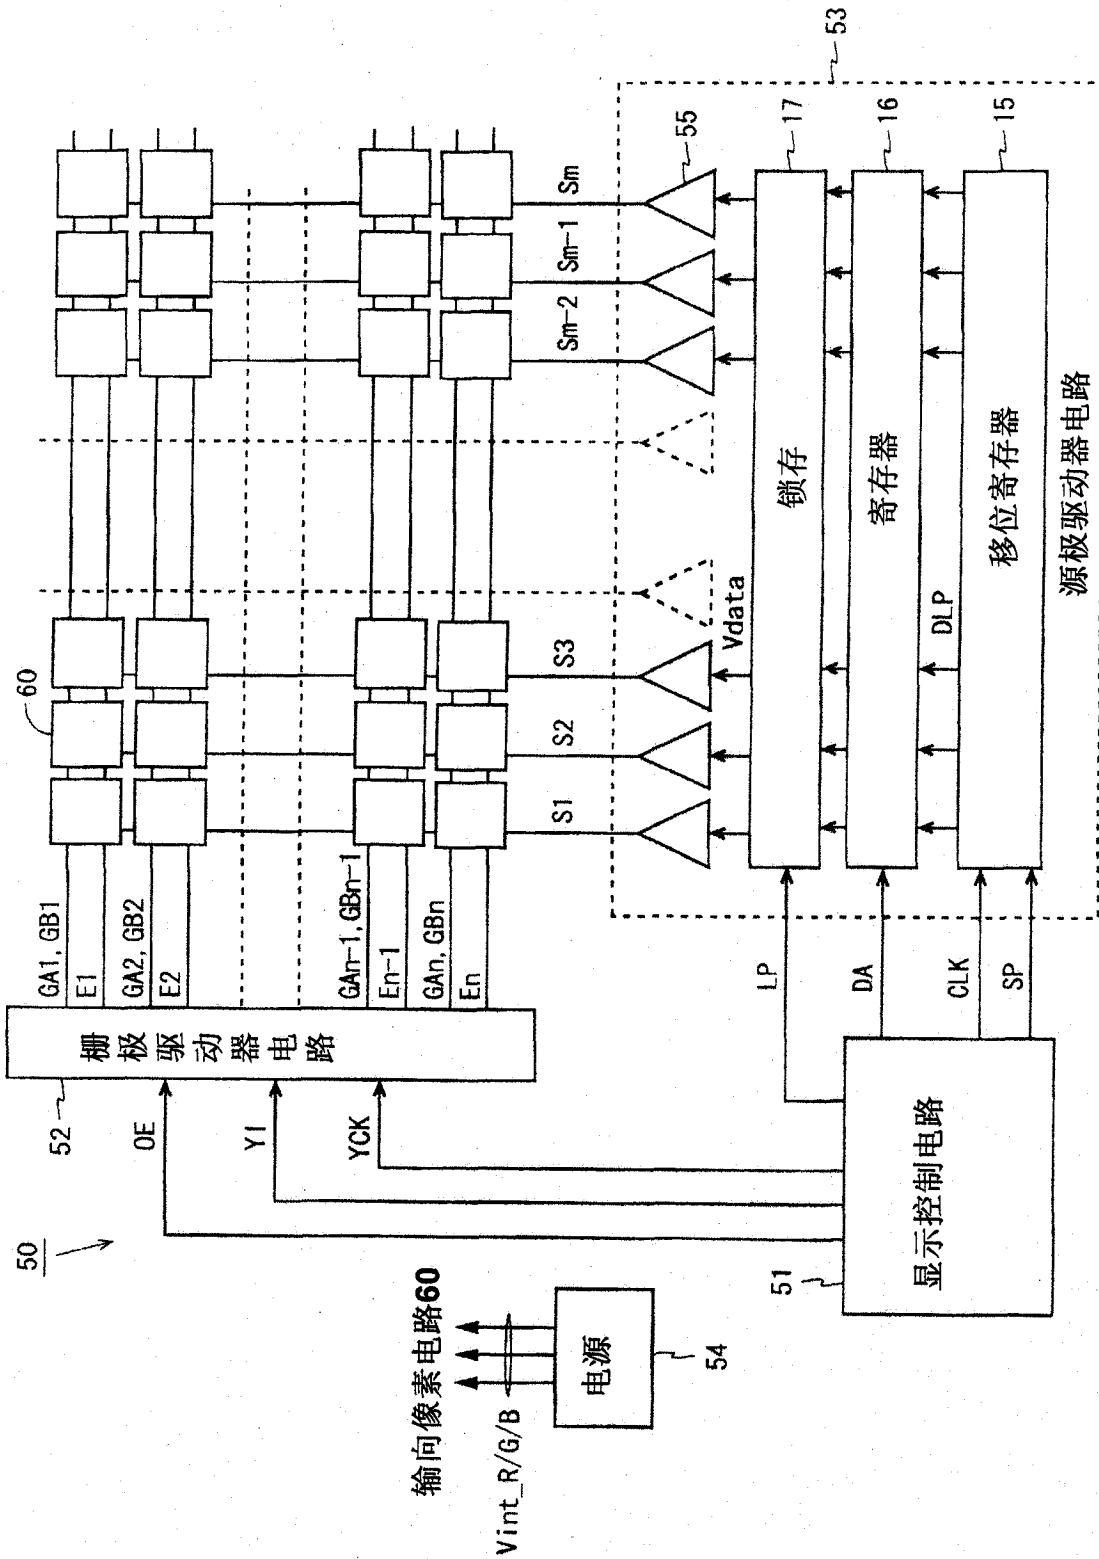 50
52
栅极驱动器电路
OE
YI
YCK
GA1, GB1
E1
GA2, GB2
E2
GAn-1, GBn-1
En-1
GAn, GBn
En
60
S1
S2
S3
Sm-2
Sm-1
Sm
53
55
Vdata
锁存
17
寄存器
16
DLP
移位寄存器
15
源极驱动器电路
LP
DA
CLK
SP
显示控制电路
51
输向像素电路60
Vint_R/G/B
电源
54